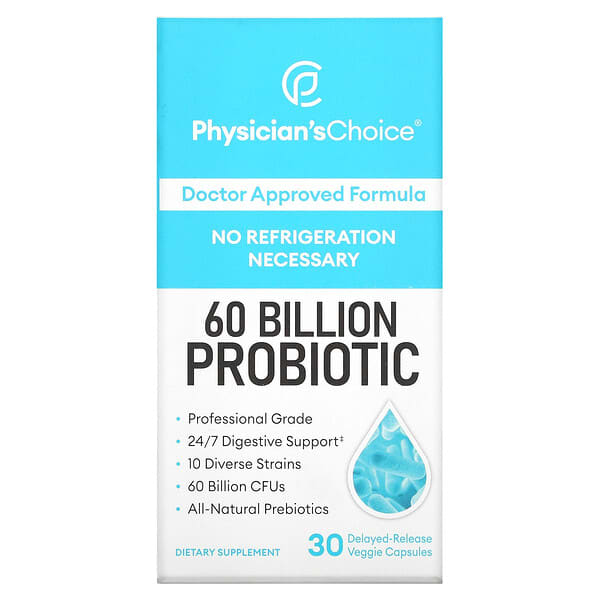 Physician'sChoice®
Doctor Approved Formula
NO REFRIGERATION
NECESSARY
60 BILLION
PROBIOTIC
• Professional Grade
• 24/7 Digestive Support‡
• 10 Diverse Strains
• 60 Billion CFUs
• All-Natural Prebiotics
DIETARY SUPPLEMENT
30 Delayed-Release
Veggie Capsules